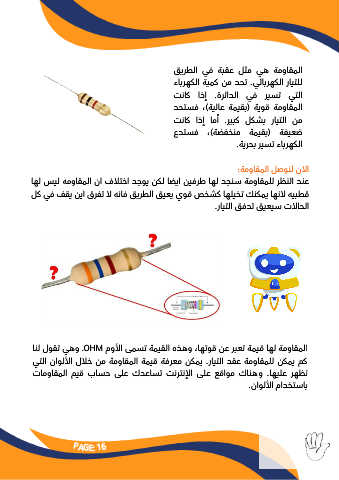 المقاومة هي مثل عقبة في الطريق
للتيار الكهربائي. تحد من كمية الكهرباء
التي تسير في الدائرة. إذا كانت
المقاومة قوية (بقيمة عالية)، فستحد
من التيار بشكل كبير. أما إذا كانت
ضعيفة (بقيمة منخفضة)، فستدع
الكهرباء تسير بحرية.
الان لنوصل المقاومة:
عند النظر للمقاومة سنجد لها طرفين ايضا لكن يوجد اختلاف ان المقاومه ليس لها
قطبيه لانها يمكنك تخيلها كشخص قوي يعيق الطريق فانه لا تفرق اين يقف في كل
الحالات سيعيق تدفق التيار.
?
?
المقاومة لها قيمة تعبر عن قوتها، وهذه القيمة تسمى الأوم OHM. وهي تقول لنا
كم يمكن للمقاومة عقد التيار. يمكن معرفة قيمة المقاومة من خلال الألوان التي
تظهر عليها. وهناك مواقع على الإنترنت تساعدك على حساب قيم المقاومات
باستخدام الألوان.
PAGE 16